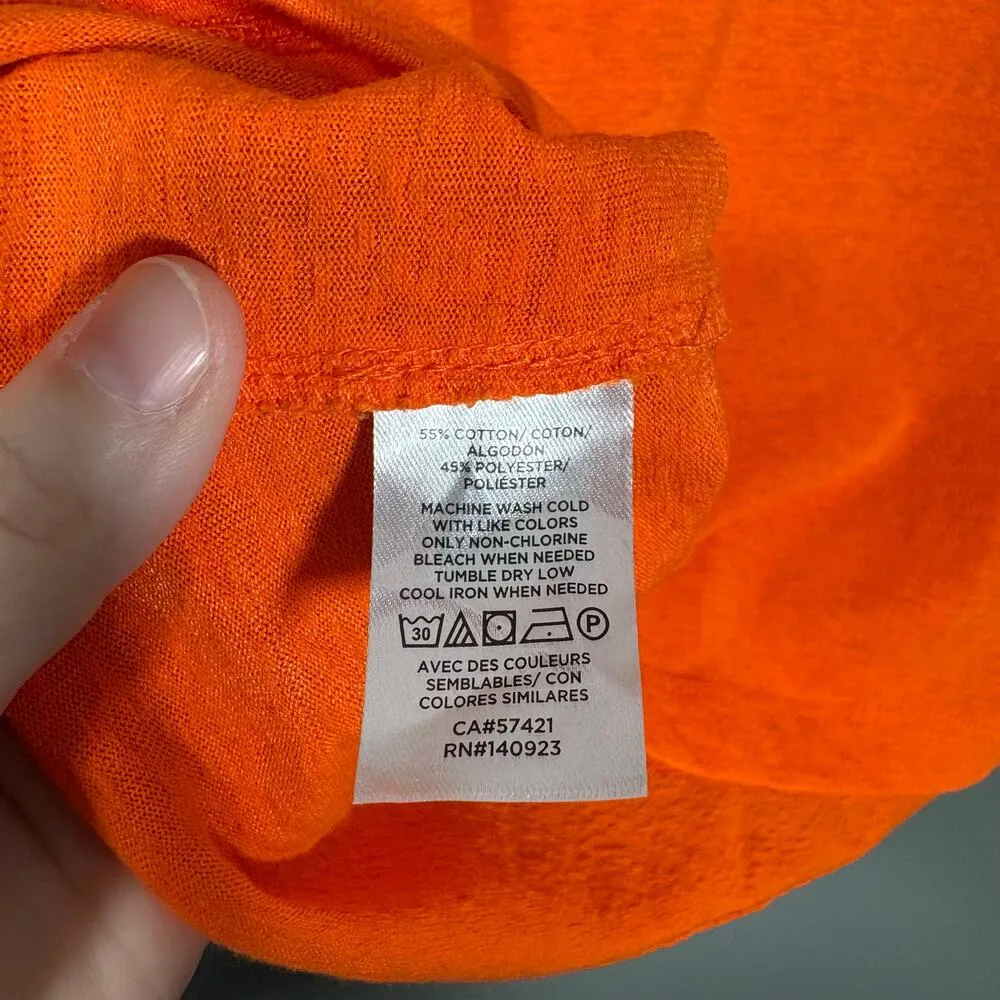 55% COTTON/ COTON/
ALGODÓN
45% POLYESTER/
POLIÉSTER
MACHINE WASH COLD
WITH LIKE COLORS
ONLY NON-CHLORINE
BLEACH WHEN NEEDED
TUMBLE DRY LOW
COOL IRON WHEN NEEDED
30 P
AVEC DES COULEURS
SEMBLABLES/ CON
COLORES SIMILARES
CA#57421
RN#140923